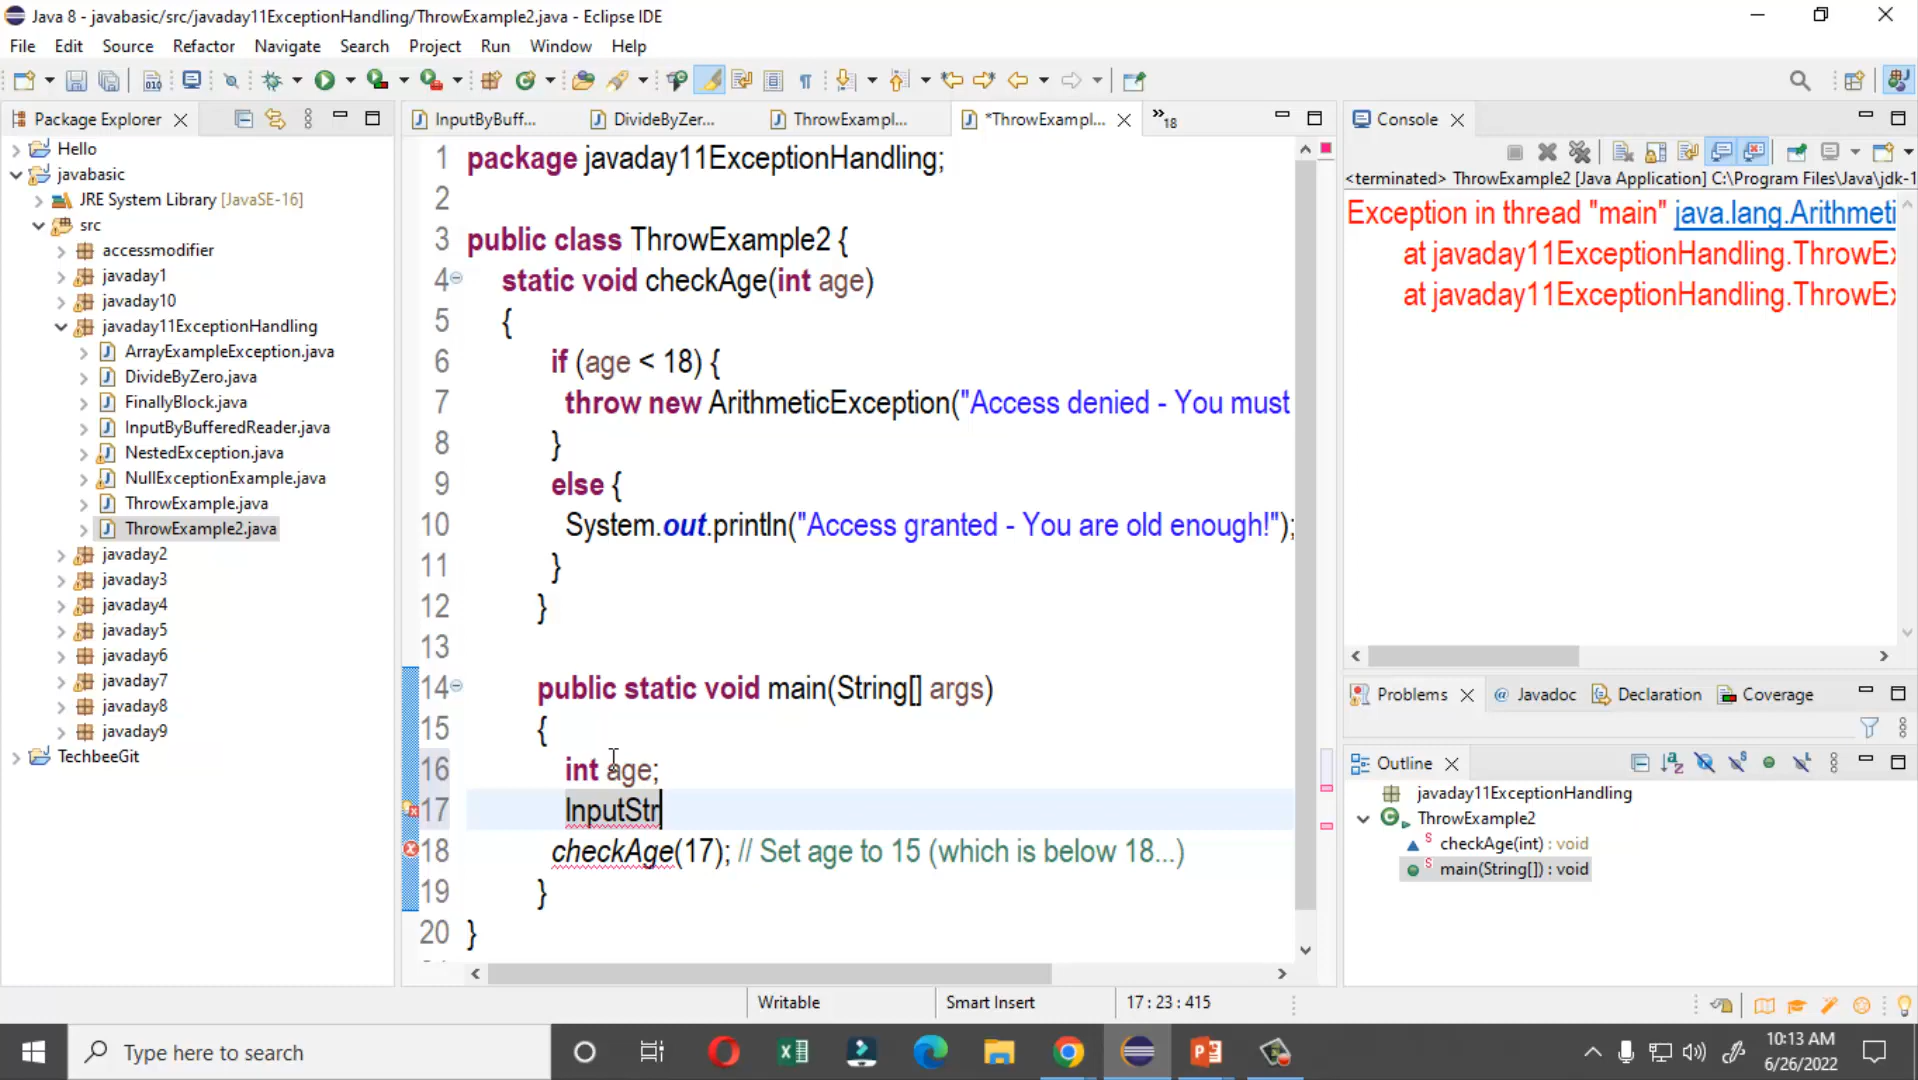 Java 8 - javabasic/src/javaday11ExceptionHandling/ThrowExample2.java - Eclipse IDE
File Edit Source Refactor Navigate Search Project Run Window Help
Package Explorer
Hello
javabasic
JRE System Library [JavaSE-16]
src
accessmodifier
javaday1
javaday10
javaday11ExceptionHandling
ArrayExampleException.java
DivideByZero.java
FinallyBlock.java
InputByBufferedReader.java
NestedException.java
NullExceptionExample.java
ThrowExample.java
ThrowExample2.java
javaday2
javaday3
javaday4
javaday5
javaday6
javaday7
javaday8
javaday9
TechbeeGit
InputByBuff... DivideByZer... ThrowExampl... *ThrowExampl... »18
1 package javaday11ExceptionHandling;
2
3 public class ThrowExample2 {
4 static void checkAge(int age)
5 {
6 if (age < 18) {
7 throw new ArithmeticException("Access denied - You must
8 }
9 else {
10 System.out.println("Access granted - You are old enough!");
11 }
12 }
13
14 public static void main(String[] args)
15 {
16 int age;
17 InputStr
18 checkAge(17); // Set age to 15 (which is below 18...)
19 }
20 }
Console
<terminated> ThrowExample2 [Java Application] C:\Program Files\Java\jdk-1
Exception in thread "main" java.lang.Arithmeti
at javaday11ExceptionHandling.ThrowEx
at javaday11ExceptionHandling.ThrowEx
Problems @ Javadoc Declaration Coverage
Outline
javaday11ExceptionHandling
ThrowExample2
checkAge(int) : void
main(String[]) : void
Writable Smart Insert 17 : 23 : 415
Type here to search
10:13 AM
6/26/2022